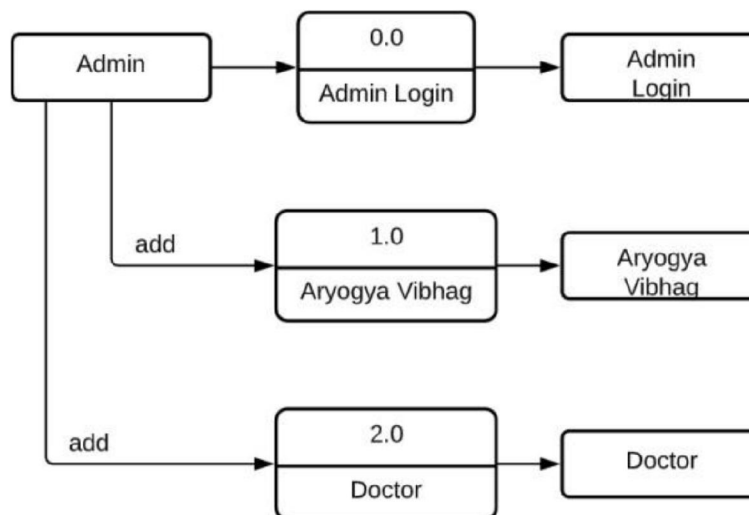 Admin
0.0
Admin Login
Admin
Login
add
1.0
Aryogya Vibhag
Aryogya
Vibhag
add
2.0
Doctor
Doctor